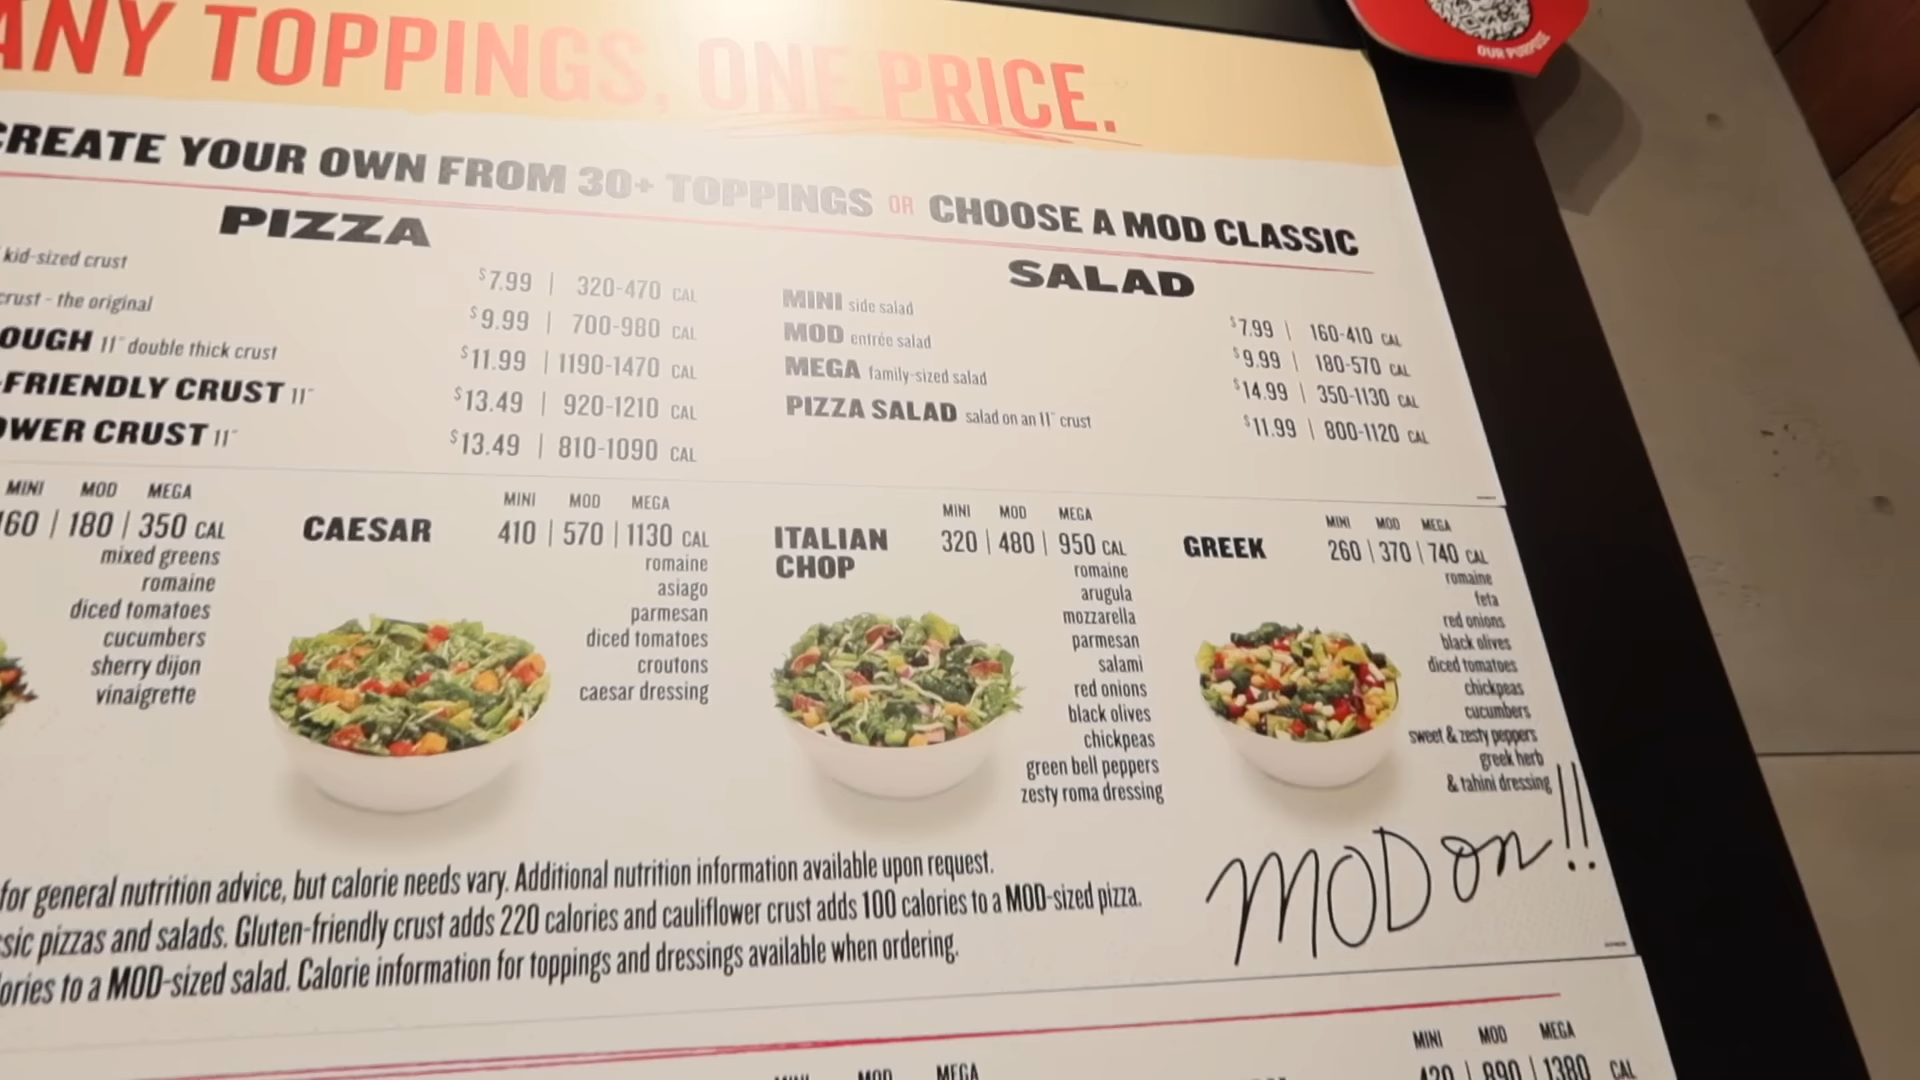 ANY TOPPINGS, ONE PRICE.
OUR PURPOSE
CREATE YOUR OWN FROM 30+ TOPPINGS OR CHOOSE A MOD CLASSIC
PIZZA
kid-sized crust
$7.99 | 320-470 CAL
crust - the original
$9.99 | 700-980 CAL
OUGH 11" double thick crust
$11.99 | 1190-1470 CAL
-FRIENDLY CRUST 11"
$13.49 | 920-1210 CAL
OWER CRUST 11"
$13.49 | 810-1090 CAL
SALAD
MINI side salad
$7.99 | 160-410 CAL
MOD entrée salad
$9.99 | 180-570 CAL
MEGA family-sized salad
$14.99 | 350-1130 CAL
PIZZA SALAD salad on an 11" crust
$11.99 | 800-1120 CAL
MINI MOD MEGA
160 | 180 | 350 CAL
mixed greens
romaine
diced tomatoes
cucumbers
sherry dijon
vinaigrette
CAESAR
MINI MOD MEGA
410 | 570 | 1130 CAL
romaine
asiago
parmesan
diced tomatoes
croutons
caesar dressing
ITALIAN
CHOP
MINI MOD MEGA
320 | 480 | 950 CAL
romaine
arugula
mozzarella
parmesan
salami
red onions
black olives
chickpeas
green bell peppers
zesty roma dressing
GREEK
MINI MOD MEGA
260 | 370 | 740 CAL
romaine
feta
red onions
black olives
diced tomatoes
chickpeas
cucumbers
sweet & zesty peppers
greek herb
& tahini dressing
MOD on!!
for general nutrition advice, but calorie needs vary. Additional nutrition information available upon request.
sic pizzas and salads. Gluten-friendly crust adds 220 calories and cauliflower crust adds 100 calories to a MOD-sized pizza.
ories to a MOD-sized salad. Calorie information for toppings and dressings available when ordering.
MINI MOD MEGA
MINI MOD MEGA
420 | 890 | 1380 CAL